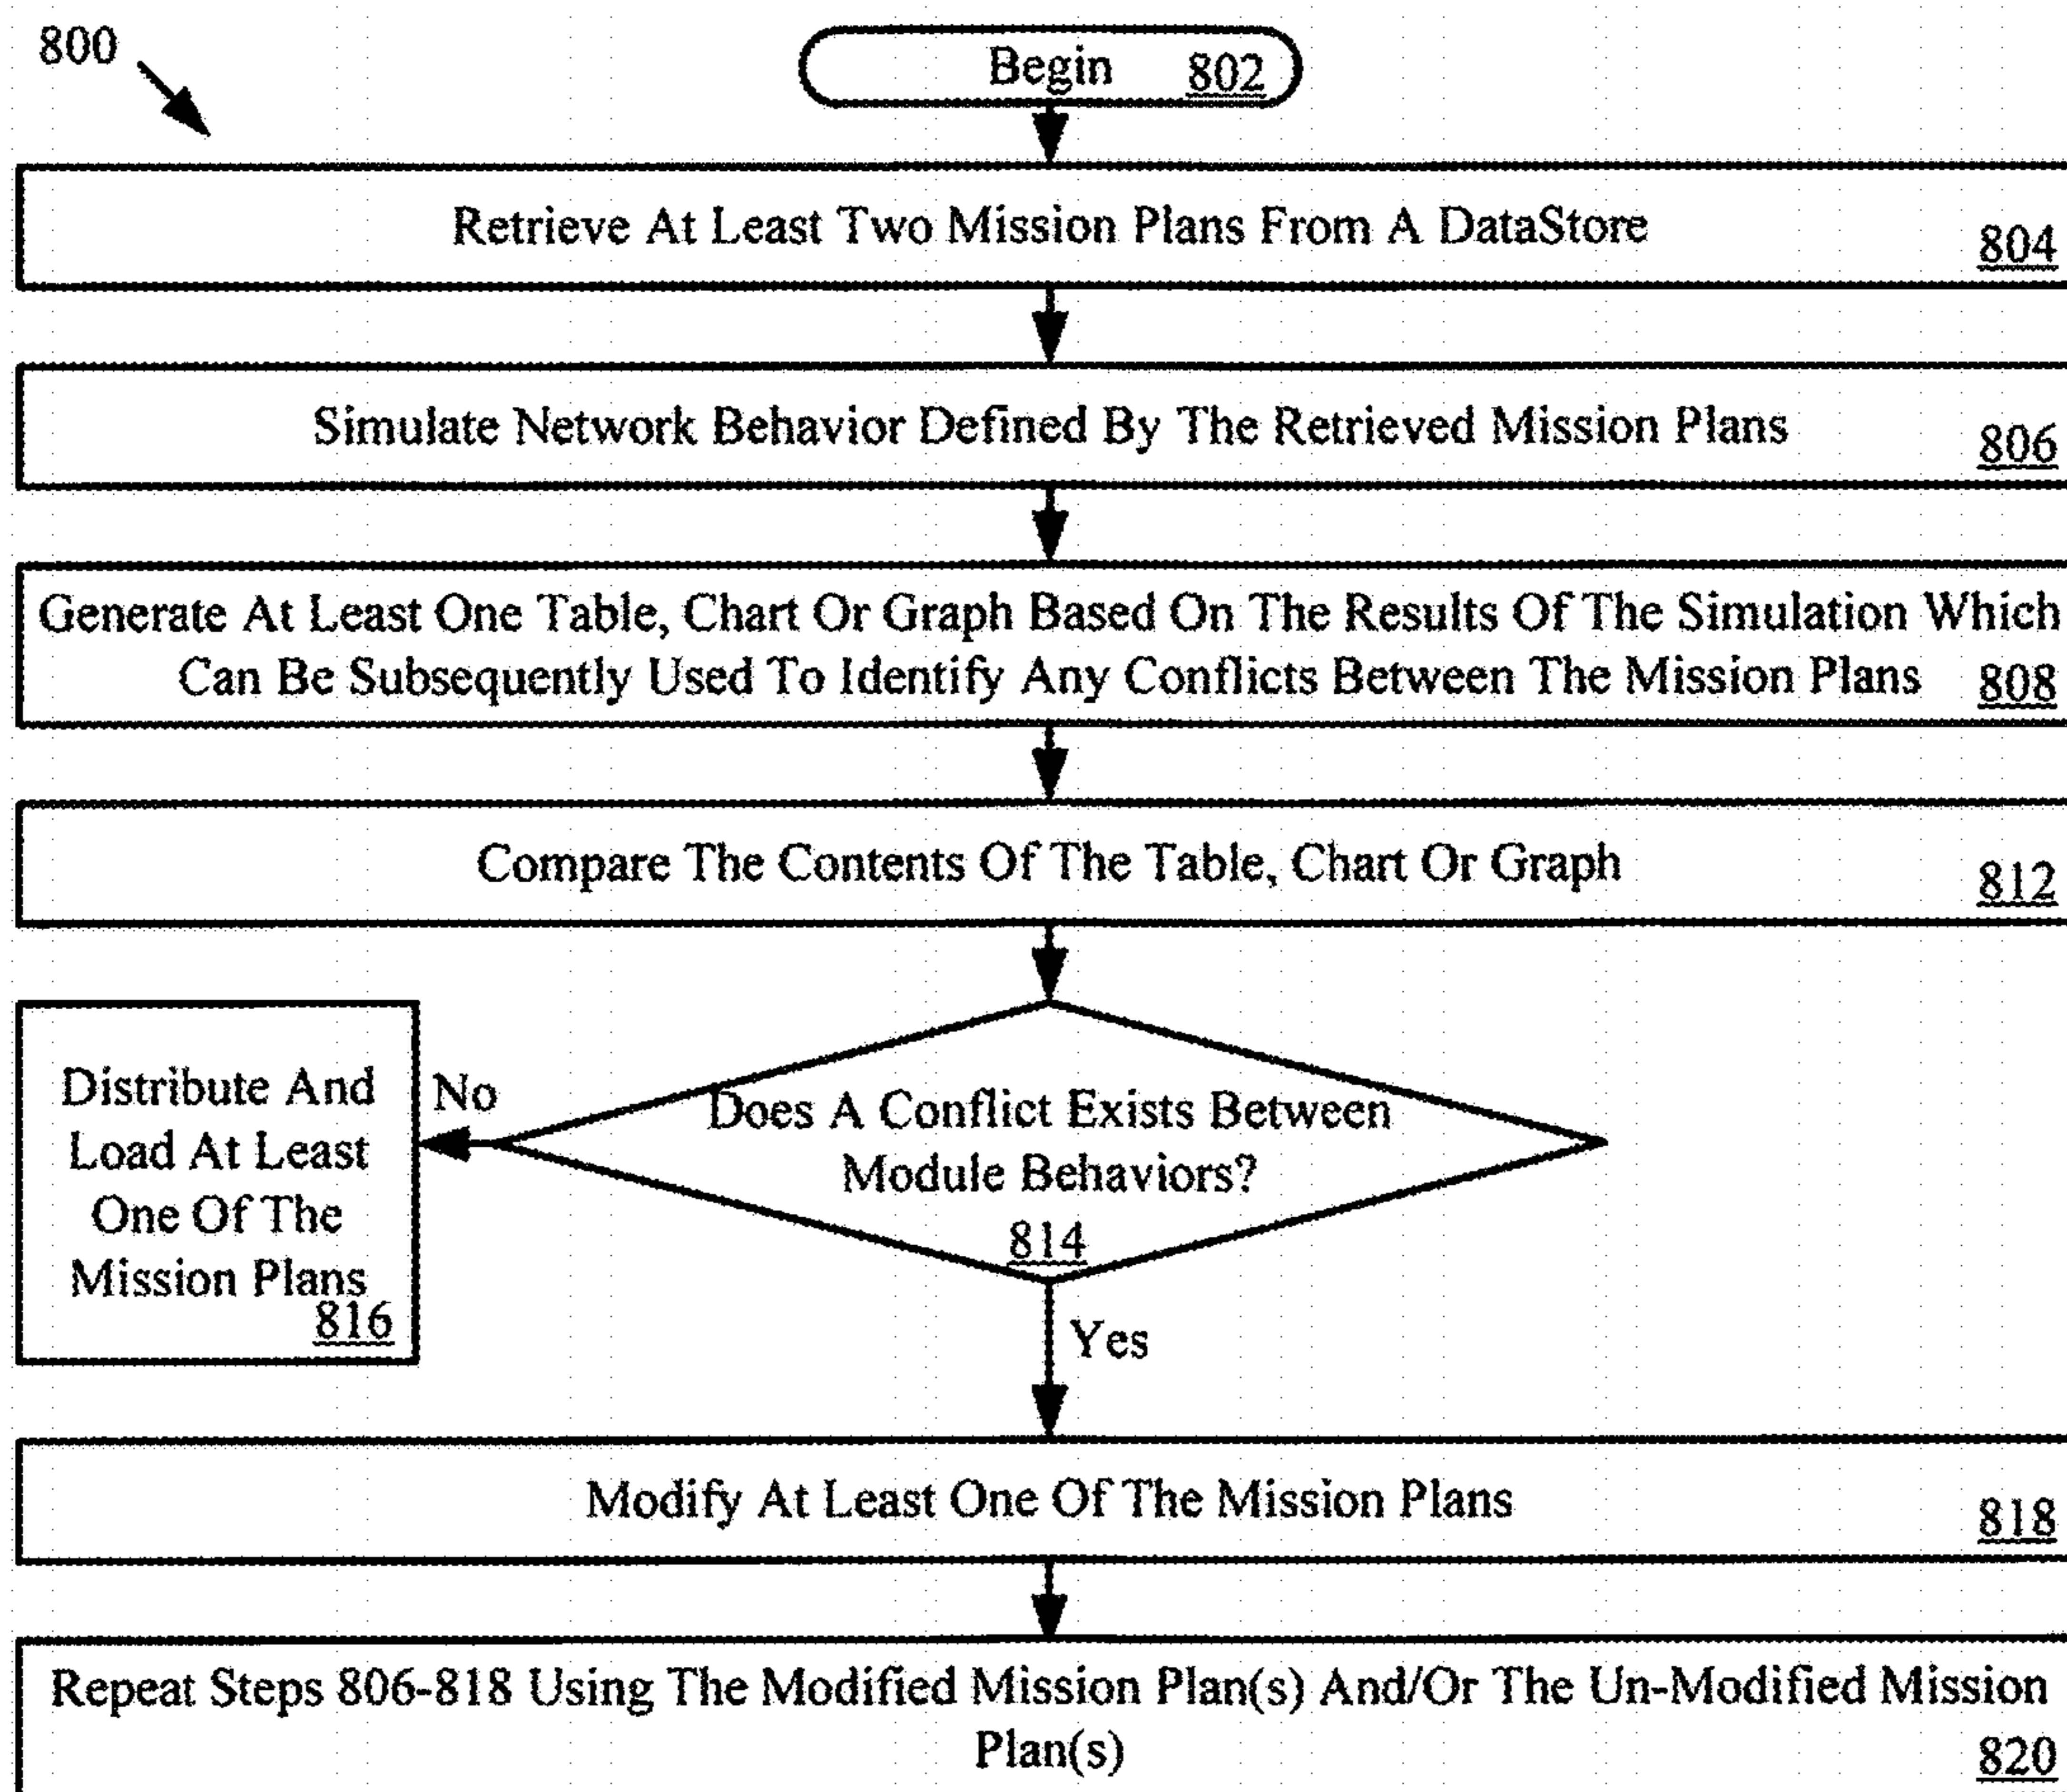 800
Begin 802
Retrieve At Least Two Mission Plans From A DataStore
804
Simulate Network Behavior Defined By The Retrieved Mission Plans
806
Generate At Least One Table, Chart Or Graph Based On The Results Of The Simulation Which
Can Be Subsequently Used To Identify Any Conflicts Between The Mission Plans 808
Compare The Contents Of The Table, Chart Or Graph
812
Does A Conflict Exists Between
Module Behaviors?
814
No
Distribute And
Load At Least
One Of The
Mission Plans
816
Yes
Modify At Least One Of The Mission Plans
818
Repeat Steps 806-818 Using The Modified Mission Plan(s) And/Or The Un-Modified Mission
Plan(s)
820